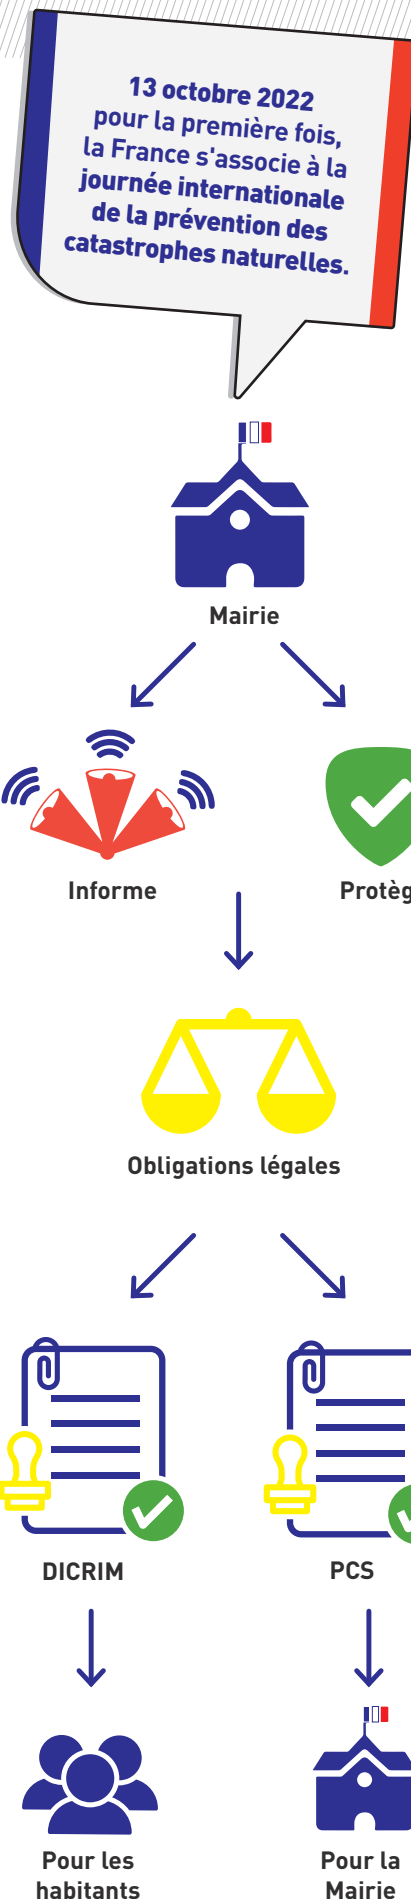 13 octobre 2022
pour la première fois,
la France s'associe à la
journée internationale
de la prévention des
catastrophes naturelles.
Mairie
Informe
Protèg
Obligations légales
DICRIM
PCS
Pour les
habitants
Pour la
Mairie